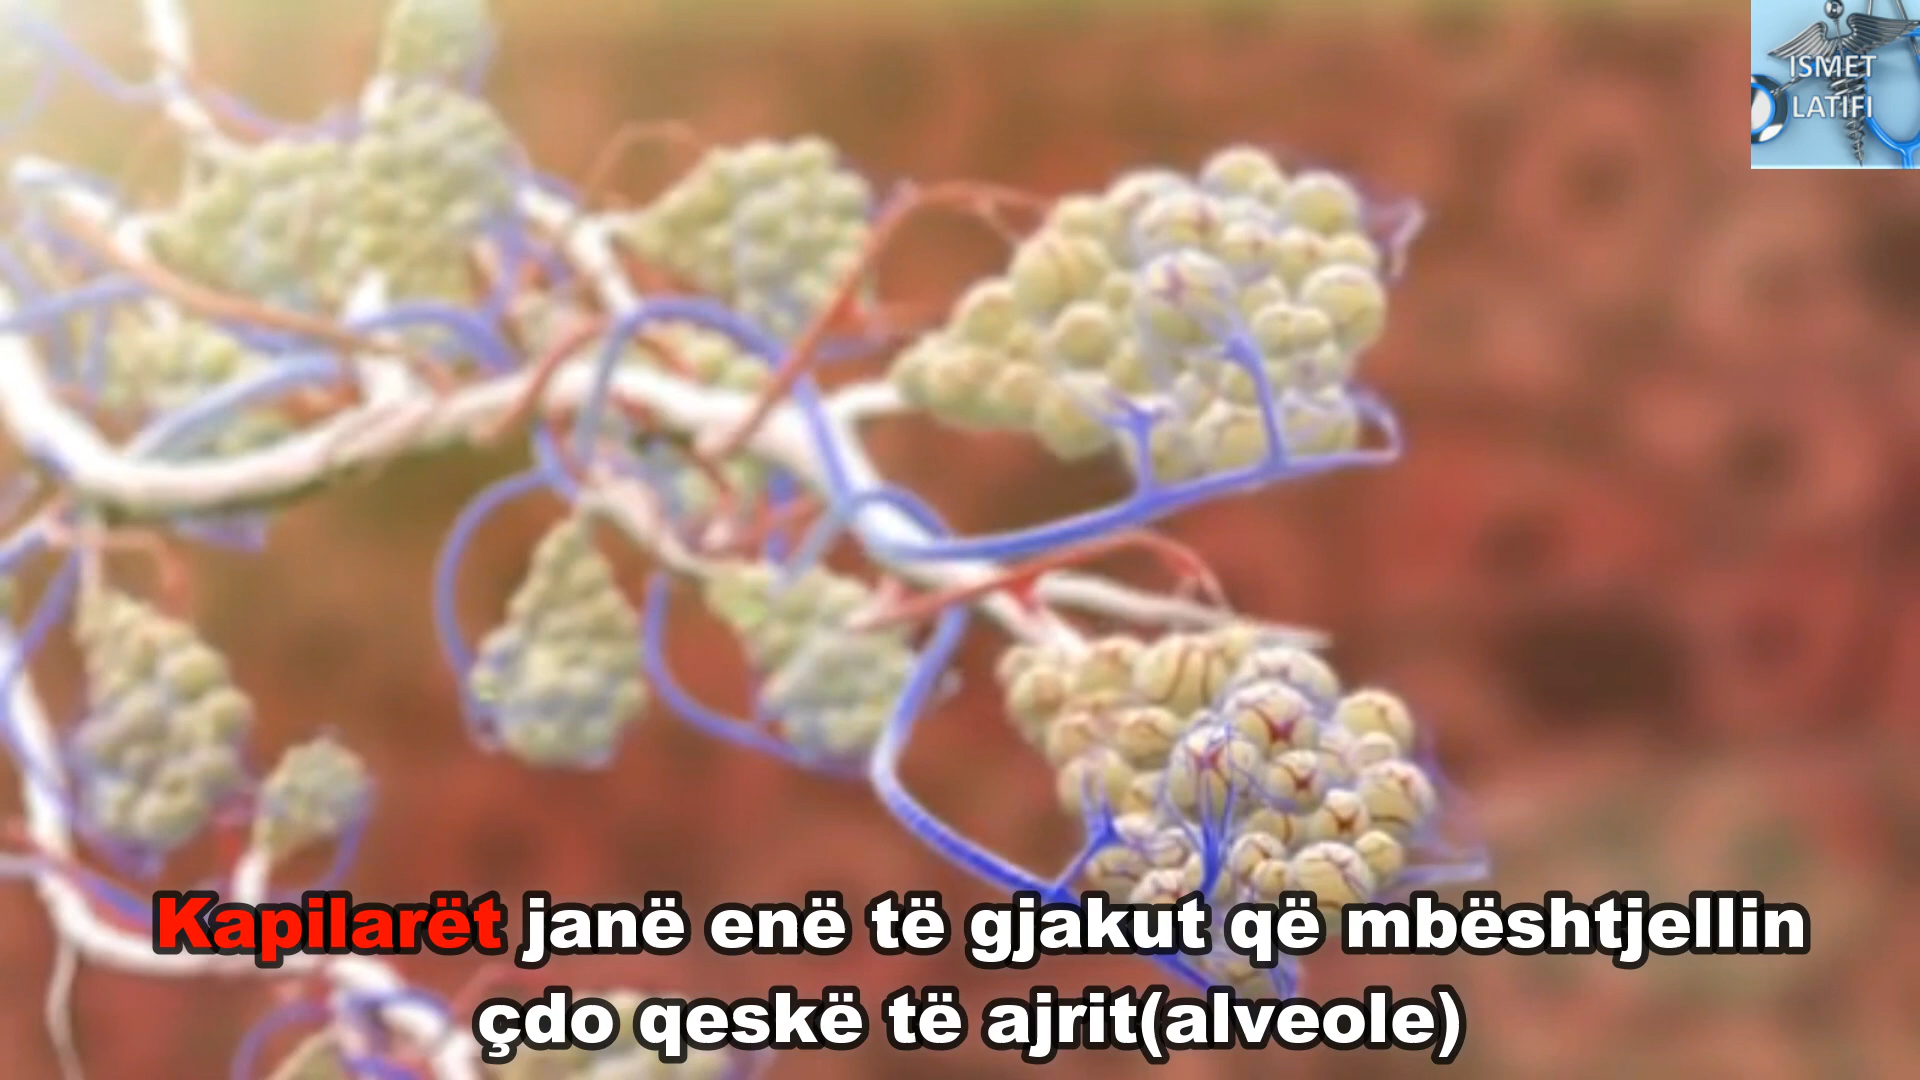 ISMET
LATIFI
Kapilarët janë enë të gjakut që mbështjellin
çdo qeskë të ajrit(alveole)